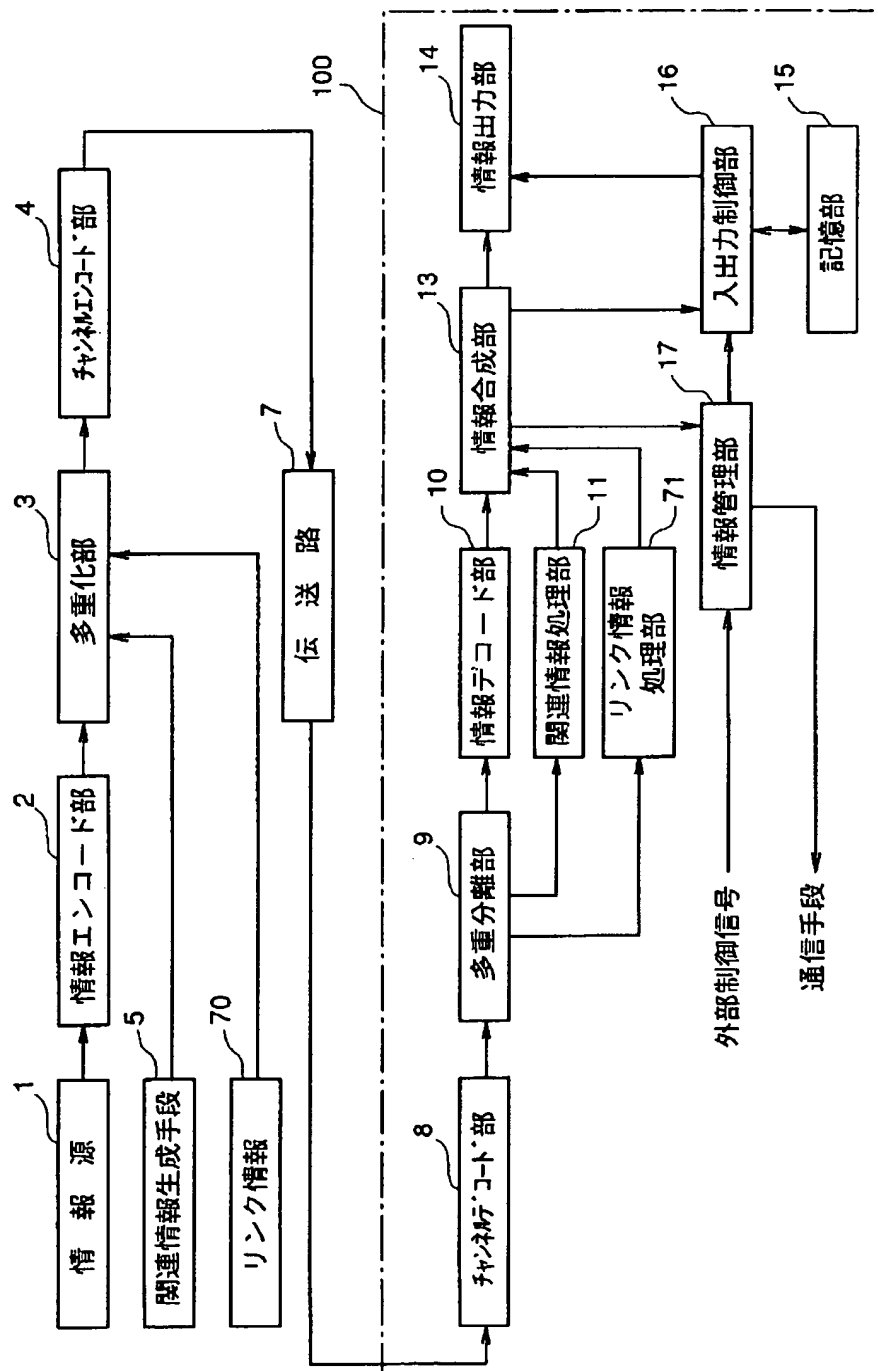 1
情報源
2
情報エンコード部
3
多重化部
4
チャンネルエンコード部
5
関連情報生成手段
70
リンク情報
7
伝送路
100
8
チャンネルデコード部
9
多重分離部
10
情報デコード部
11
関連情報処理部
71
リンク情報
処理部
13
情報合成部
14
情報出力部
17
情報管理部
16
入出力制御部
15
記憶部
外部制御信号
通信手段